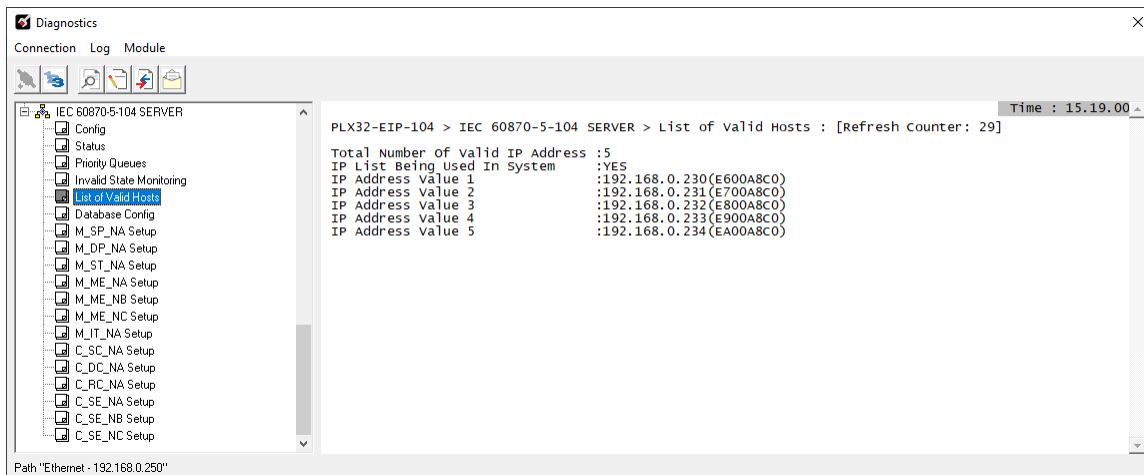 Diagnostics
Connection Log Module
IEC 60870-5-104 SERVER
Config
Status
Priority Queues
Invalid State Monitoring
List of Valid Hosts
Database Config
M_SP_NA Setup
M_DP_NA Setup
M_ST_NA Setup
M_ME_NA Setup
M_ME_NB Setup
M_ME_NC Setup
M_IT_NA Setup
C_SC_NA Setup
C_DC_NA Setup
C_RC_NA Setup
C_SE_NA Setup
C_SE_NB Setup
C_SE_NC Setup
Time : 15.19.00
PLX32-EIP-104 > IEC 60870-5-104 SERVER > List of Valid Hosts : [Refresh Counter: 29]
Total Number Of Valid IP Address :5
IP List Being Used In System :YES
IP Address Value 1 :192.168.0.230(E600A8C0)
IP Address Value 2 :192.168.0.231(E700A8C0)
IP Address Value 3 :192.168.0.232(E800A8C0)
IP Address Value 4 :192.168.0.233(E900A8C0)
IP Address Value 5 :192.168.0.234(EA00A8C0)
Path "Ethernet - 192.168.0.250"